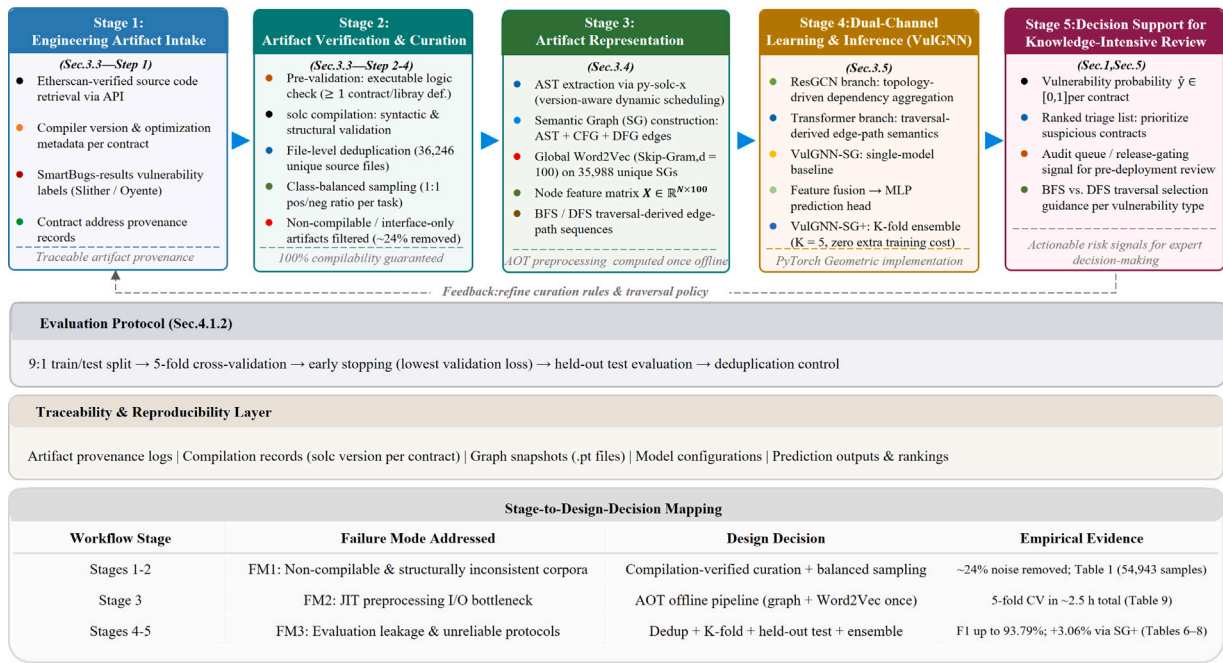 Stage 1:
Engineering Artifact Intake
(Sec.3.3—Step 1)
Etherscan-verified source code
retrieval via API
Compiler version & optimization
metadata per contract
SmartBugs-results vulnerability
labels (Slither / Oyente)
Contract address provenance
records
Traceable artifact provenance
Stage 2:
Artifact Verification & Curation
(Sec.3.3—Step 2-4)
Pre-validation: executable logic
check (≥ 1 contract/libray def.)
solc compilation: syntactic &
structural validation
File-level deduplication (36,246
unique source files)
Class-balanced sampling (1:1
pos/neg ratio per task)
Non-compilable / interface-only
artifacts filtered (~24% removed)
100% compilability guaranteed
Stage 3:
Artifact Representation
(Sec.3.4)
AST extraction via py-solc-x
(version-aware dynamic scheduling)
Semantic Graph (SG) construction:
AST + CFG + DFG edges
Global Word2Vec (Skip-Gram,d =
100) on 35,988 unique SGs
Node feature matrix X ∈ ℝ^{N×100}
BFS / DFS traversal-derived edge-
path sequences
AOT preprocessing computed once offline
Stage 4:Dual-Channel
Learning & Inference (VulGNN)
(Sec.3.5)
ResGCN branch: topology-
driven dependency aggregation
Transformer branch: traversal-
derived edge-path semantics
VulGNN-SG: single-model
baseline
Feature fusion → MLP
prediction head
VulGNN-SG+: K-fold ensemble
(K = 5, zero extra training cost)
PyTorch Geometric implementation
Stage 5:Decision Support for
Knowledge-Intensive Review
(Sec.1,Sec.5)
Vulnerability probability ŷ ∈
[0,1]per contract
Ranked triage list: prioritize
suspicious contracts
Audit queue / release-gating
signal for pre-deployment review
BFS vs. DFS traversal selection
guidance per vulnerability type
Actionable risk signals for expert
decision-making
Feedback:refine curation rules & traversal policy
Evaluation Protocol (Sec.4.1.2)
9:1 train/test split → 5-fold cross-validation → early stopping (lowest validation loss) → held-out test evaluation → deduplication control
Traceability & Reproducibility Layer
Artifact provenance logs | Compilation records (solc version per contract) | Graph snapshots (.pt files) | Model configurations | Prediction outputs & rankings
Stage-to-Design-Decision Mapping
Workflow Stage Failure Mode Addressed Design Decision Empirical Evidence
Stages 1-2 FM1: Non-compilable & structurally inconsistent corpora Compilation-verified curation + balanced sampling ~24% noise removed; Table 1 (54,943 samples)
Stage 3 FM2: JIT preprocessing I/O bottleneck AOT offline pipeline (graph + Word2Vec once) 5-fold CV in ~2.5 h total (Table 9)
Stages 4-5 FM3: Evaluation leakage & unreliable protocols Dedup + K-fold + held-out test + ensemble F1 up to 93.79%; +3.06% via SG+ (Tables 6–8)